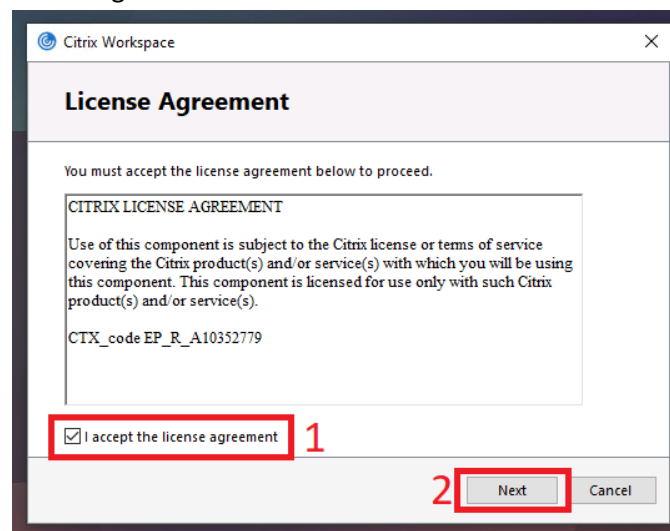 Citrix Workspace
License Agreement
You must accept the license agreement below to proceed.
CITRIX LICENSE AGREEMENT
Use of this component is subject to the Citrix license or terms of service
covering the Citrix product(s) and/or service(s) with which you will be using
this component. This component is licensed for use only with such Citrix
product(s) and/or service(s).
CTX_code EP_R_A10352779
I accept the license agreement 1
2 Next Cancel